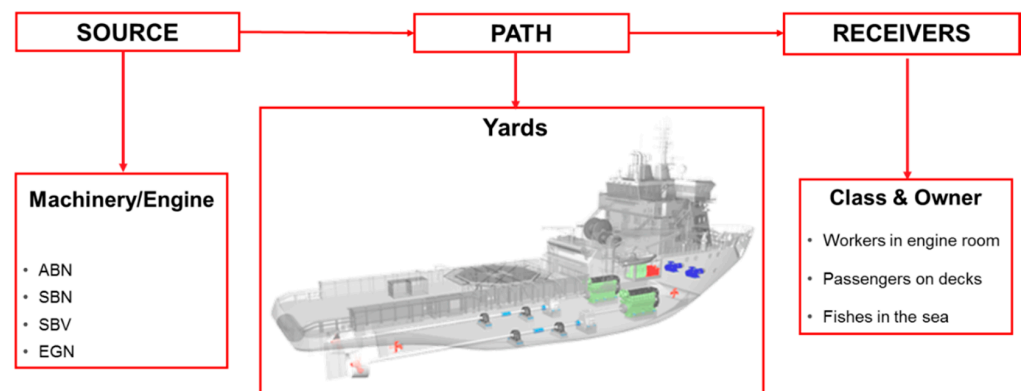 SOURCE
PATH
RECEIVERS
Yards
Machinery/Engine
• ABN
• SBN
• SBV
• EGN
Class & Owner
• Workers in engine room
• Passengers on decks
• Fishes in the sea